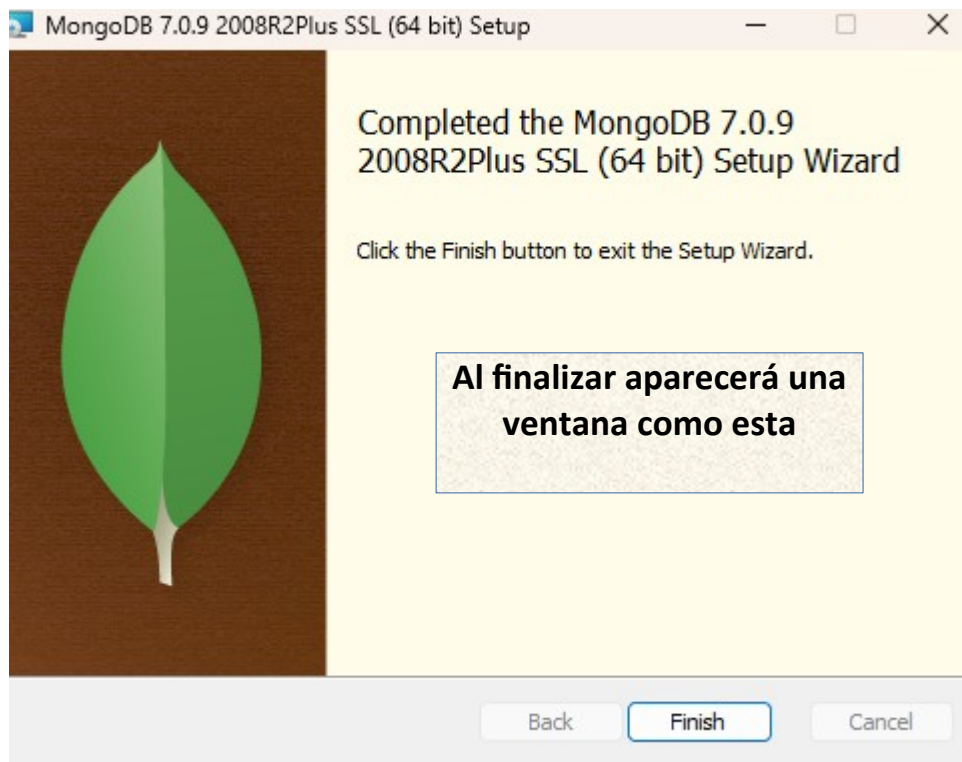 MongoDB 7.0.9 2008R2Plus SSL (64 bit) Setup
Completed the MongoDB 7.0.9
2008R2Plus SSL (64 bit) Setup Wizard
Click the Finish button to exit the Setup Wizard.
Al finalizar aparecerá una
ventana como esta
Back Finish Cancel